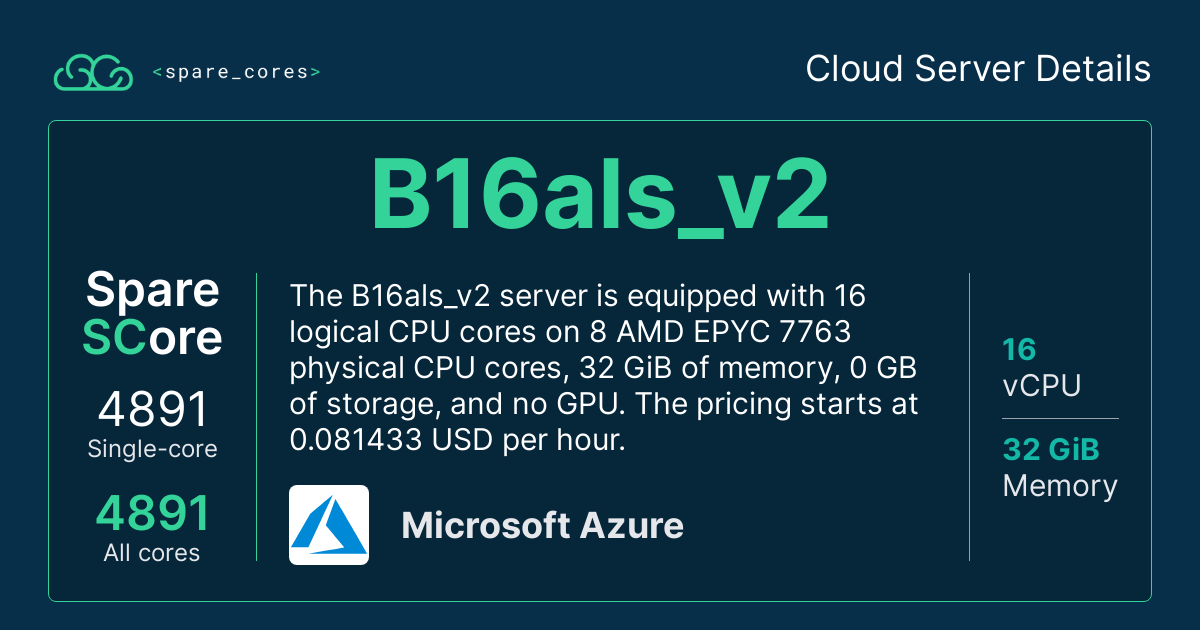 <spare_cores>
Cloud Server Details
B16als_v2
Spare
SCore
4891
Single-core
4891
All cores
The B16als_v2 server is equipped with 16
logical CPU cores on 8 AMD EPYC 7763
physical CPU cores, 32 GiB of memory, 0 GB
of storage, and no GPU. The pricing starts at
0.081433 USD per hour.
Microsoft Azure
16
vCPU
32 GiB
Memory